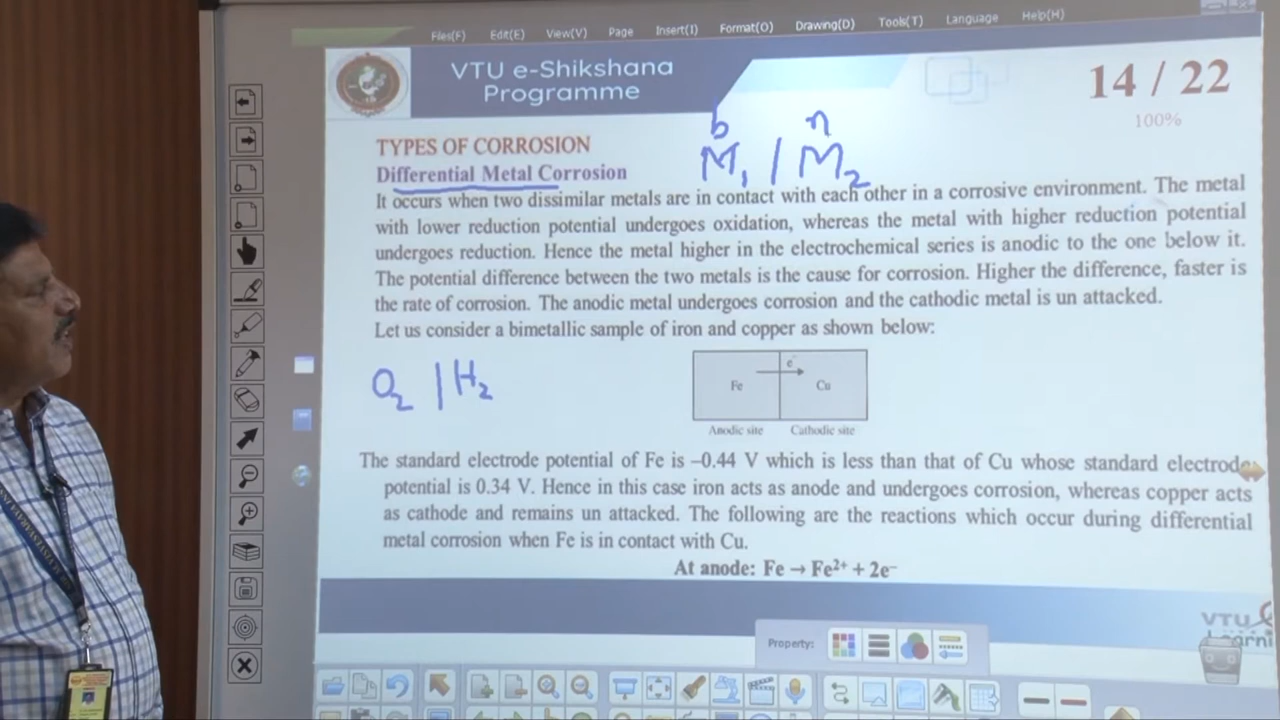 Files(F) Edit(E) View(V) Page Insert(I) Format(O) Drawing(D) Tools(T) Language Help(H)
VTU e-Shikshana
Programme
14 / 22
100%
b n
M1 / M2
TYPES OF CORROSION
Differential Metal Corrosion
It occurs when two dissimilar metals are in contact with each other in a corrosive environment. The metal
with lower reduction potential undergoes oxidation, whereas the metal with higher reduction potential
undergoes reduction. Hence the metal higher in the electrochemical series is anodic to the one below it.
The potential difference between the two metals is the cause for corrosion. Higher the difference, faster is
the rate of corrosion. The anodic metal undergoes corrosion and the cathodic metal is un attacked.
Let us consider a bimetallic sample of iron and copper as shown below:
O2 / H2
e⁻
Fe Cu
Anodic site Cathodic site
The standard electrode potential of Fe is –0.44 V which is less than that of Cu whose standard electrode
potential is 0.34 V. Hence in this case iron acts as anode and undergoes corrosion, whereas copper acts
as cathode and remains un attacked. The following are the reactions which occur during differential
metal corrosion when Fe is in contact with Cu.
At anode: Fe → Fe²⁺ + 2e⁻
VTU
Property: